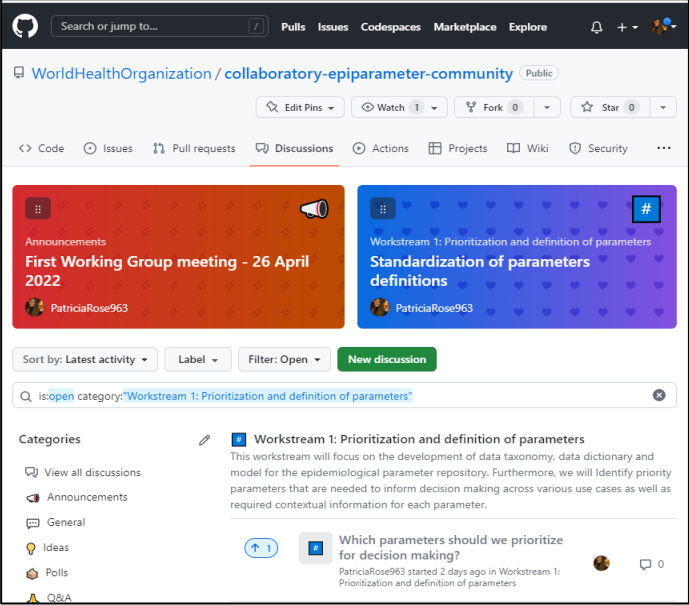 Search or jump to... /
Pulls Issues Codespaces Marketplace Explore
WorldHealthOrganization / collaboratory-epiparameter-community Public
Edit Pins Watch 1 Fork 0 Star 0
Code Issues Pull requests Discussions Actions Projects Wiki Security
#
Announcements
First Working Group meeting - 26 April
2022
PatriciaRose963
Workstream 1: Prioritization and definition of parameters
Standardization of parameters
definitions
PatriciaRose963
Sort by: Latest activity Label Filter: Open New discussion
is:open category:"Workstream 1: Prioritization and definition of parameters"
Categories
View all discussions
Announcements
General
Ideas
Polls
Q&A
# Workstream 1: Prioritization and definition of parameters
This workstream will focus on the development of data taxonomy, data dictionary and
model for the epidemiological parameter repository. Furthermore, we will Identify priority
parameters that are needed to inform decision making across various use cases as well as
required contextual information for each parameter.
1
#
Which parameters should we prioritize
for decision making?
PatriciaRose963 started 2 days ago in Workstream 1:
Prioritization and definition of parameters
0